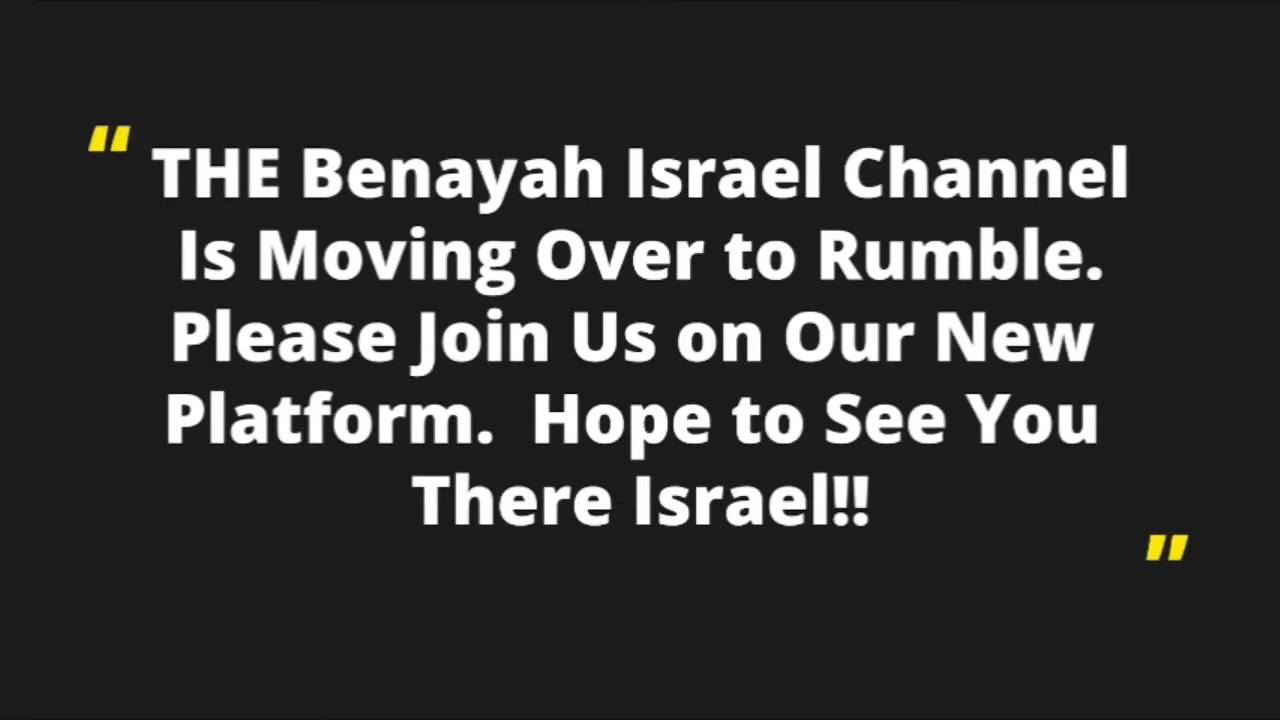 " THE Benayah Israel Channel
Is Moving Over to Rumble.
Please Join Us on Our New
Platform.  Hope to See You
There Israel!!
"